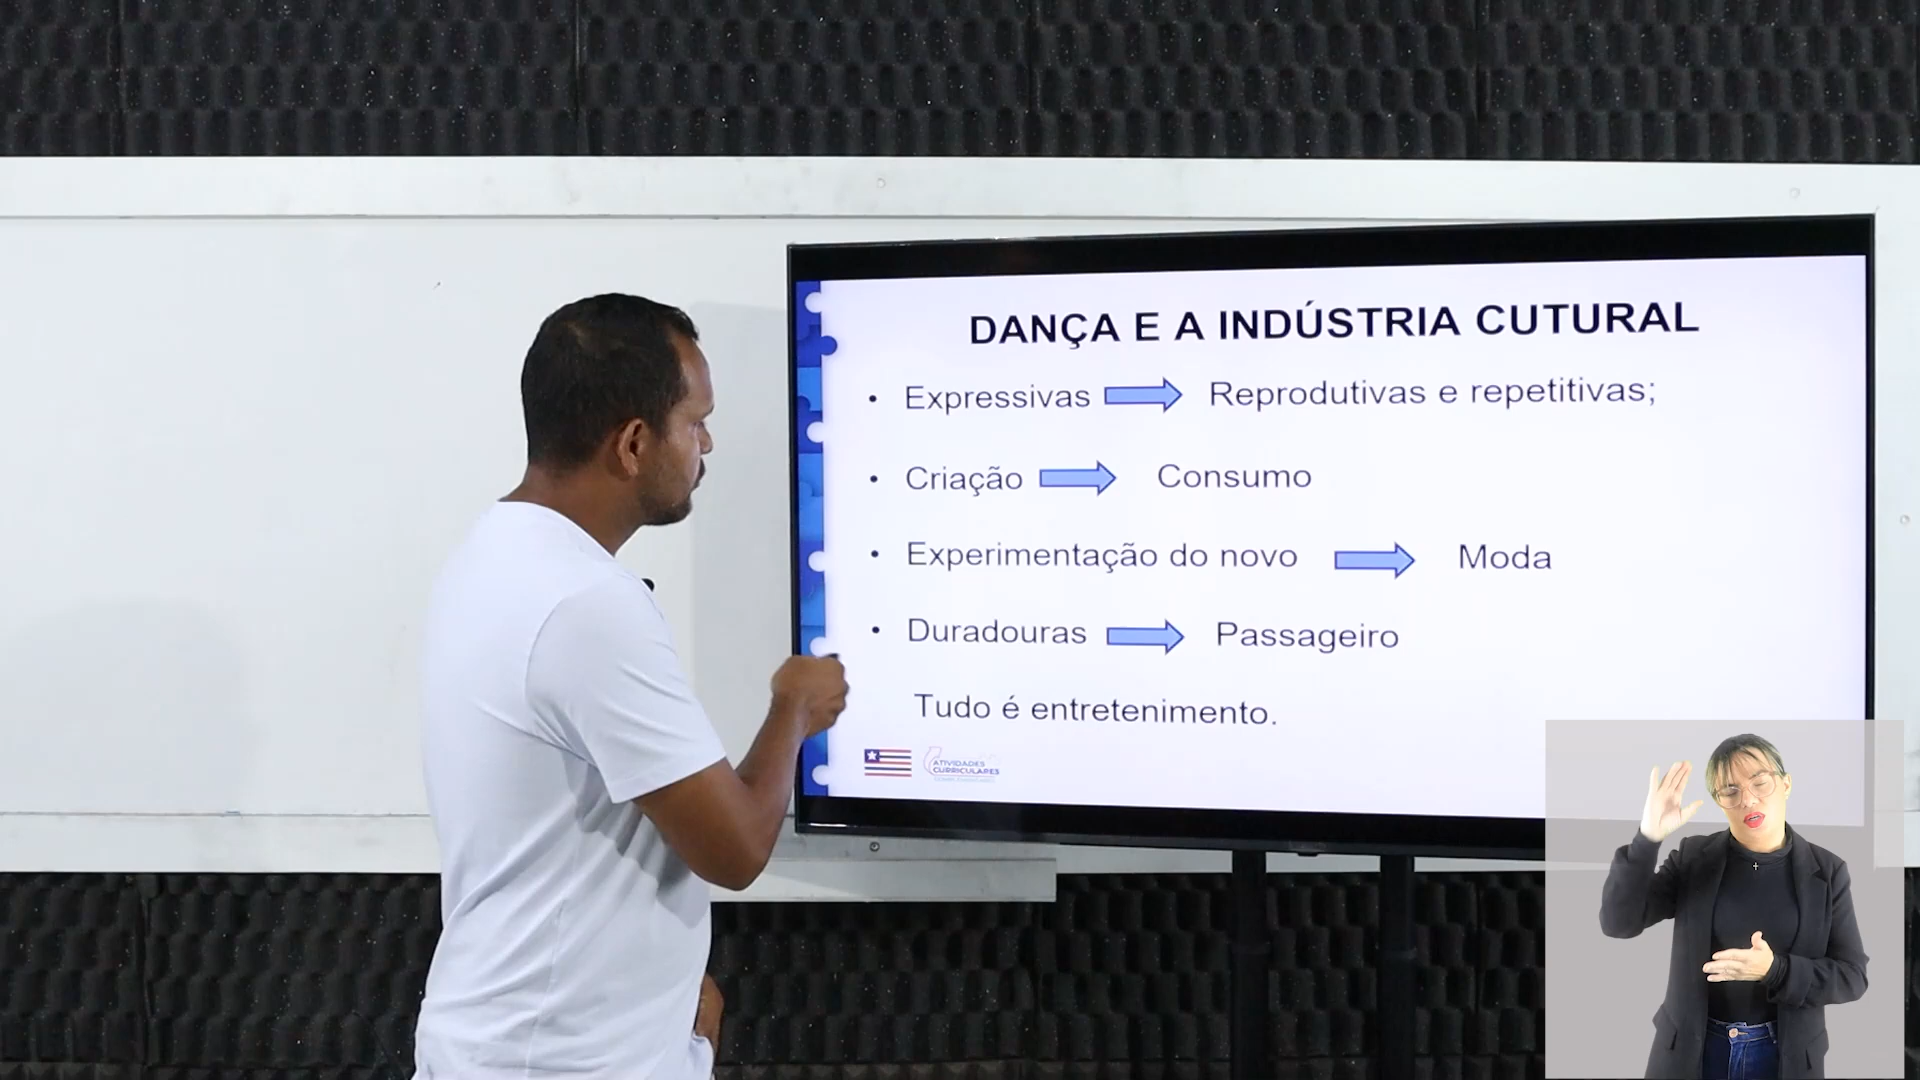 DANÇA E A INDÚSTRIA CUTURAL
• Expressivas Reprodutivas e repetitivas;
• Criação Consumo
• Experimentação do novo Moda
• Duradouras Passageiro
Tudo é entretenimento.
ATIVIDADES
CURRICULARES